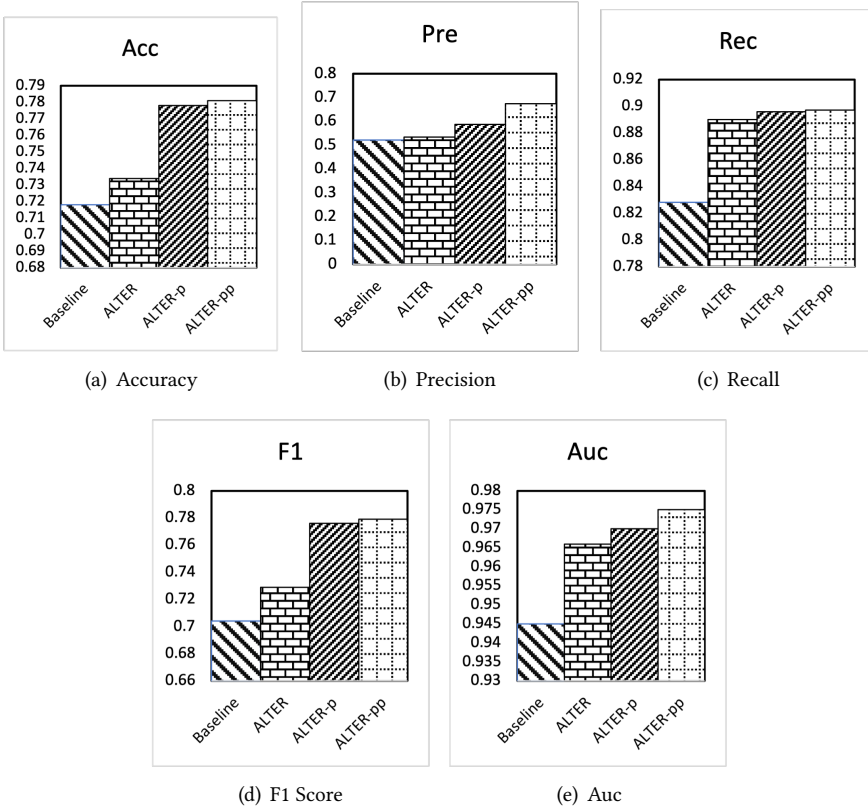 Acc
0.79
0.78
0.77
0.76
0.75
0.74
0.73
0.72
0.71
0.7
0.69
0.68
Baseline
ALTER
ALTER-p
ALTER-pp
(a) Accuracy
Pre
0.8
0.7
0.6
0.5
0.4
0.3
0.2
0.1
0
Baseline
ALTER
ALTER-p
ALTER-pp
(b) Precision
Rec
0.92
0.9
0.88
0.86
0.84
0.82
0.8
0.78
Baseline
ALTER
ALTER-p
ALTER-pp
(c) Recall
F1
0.8
0.78
0.76
0.74
0.72
0.7
0.68
0.66
Baseline
ALTER
ALTER-p
ALTER-pp
(d) F1 Score
Auc
0.98
0.975
0.97
0.965
0.96
0.955
0.95
0.945
0.94
0.935
0.93
Baseline
ALTER
ALTER-p
ALTER-pp
(e) Auc